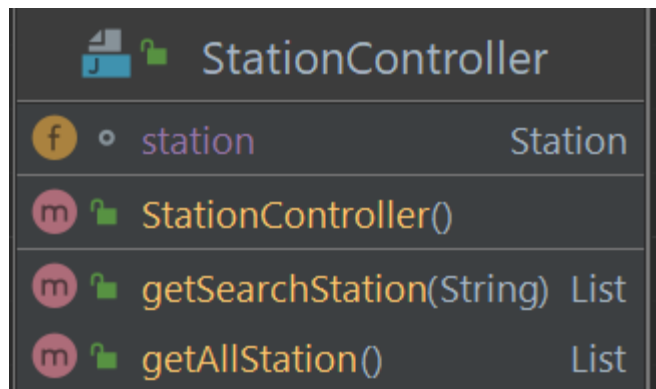 J StationController
f station Station
m StationController()
m getSearchStation(String) List
m getAllStation() List